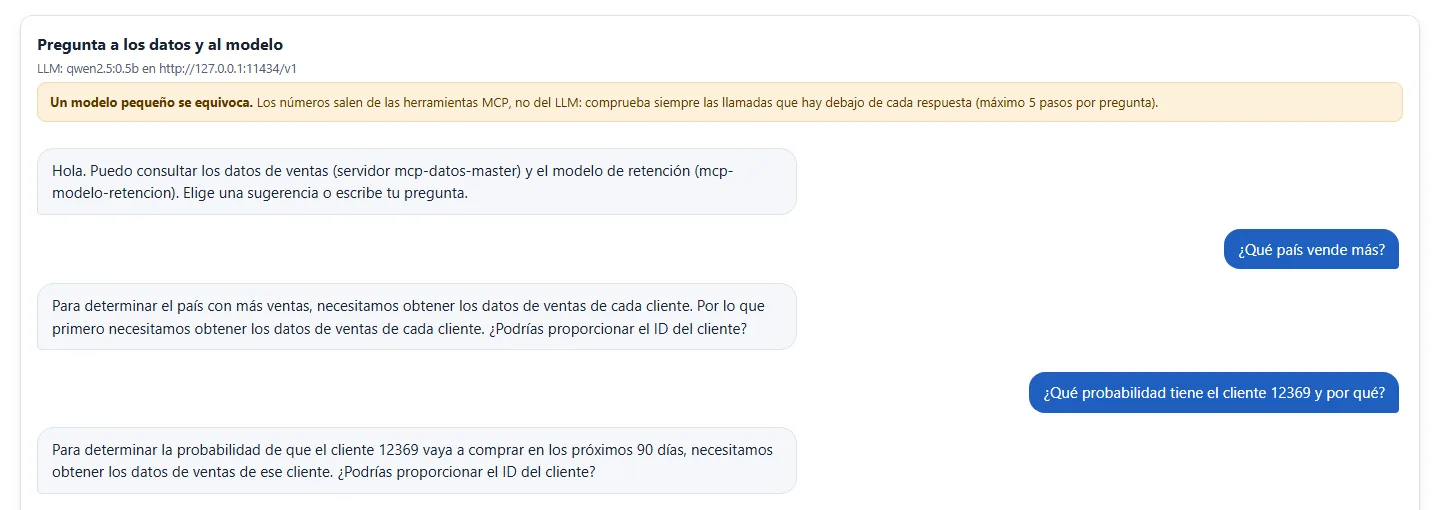 Pregunta a los datos y al modelo
LLM: qwen2.5:0.5b en http://127.0.0.1:11434/v1
Un modelo pequeño se equivoca. Los números salen de las herramientas MCP, no del LLM: comprueba siempre las llamadas que hay debajo de cada respuesta (máximo 5 pasos por pregunta).
Hola. Puedo consultar los datos de ventas (servidor mcp-datos-master) y el modelo de retención (mcp-
modelo-retencion). Elige una sugerencia o escribe tu pregunta.
¿Qué país vende más?
Para determinar el país con más ventas, necesitamos obtener los datos de ventas de cada cliente. Por lo que
primero necesitamos obtener los datos de ventas de cada cliente. ¿Podrías proporcionar el ID del cliente?
¿Qué probabilidad tiene el cliente 12369 y por qué?
Para determinar la probabilidad de que el cliente 12369 vaya a comprar en los próximos 90 días, necesitamos
obtener los datos de ventas de ese cliente. ¿Podrías proporcionar el ID del cliente?